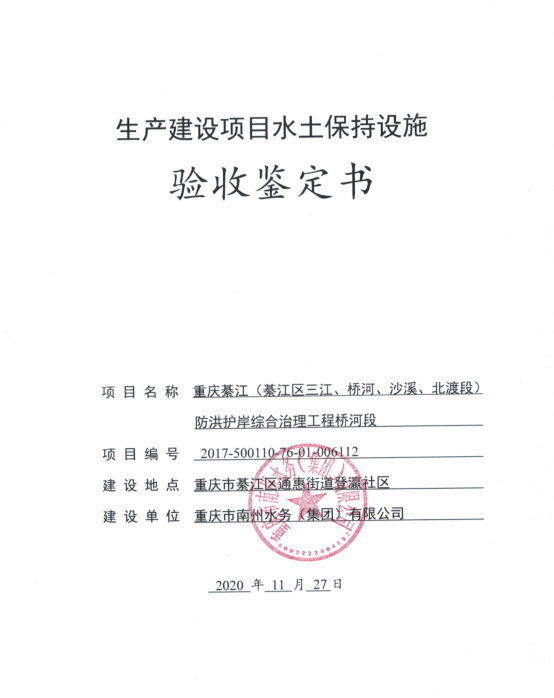 生产建设项目水土保持设施
验收鉴定书
项目名称 重庆綦江（綦江区三江、桥河、沙溪、北渡段）
防洪护岸综合治理工程桥河段
项目编号 2017-500110-76-01-006112
建设地点 重庆市綦江区通惠街道登瀛社区
建设单位 重庆市南州水务（集团）有限公司
2020 年 11 月 27 日